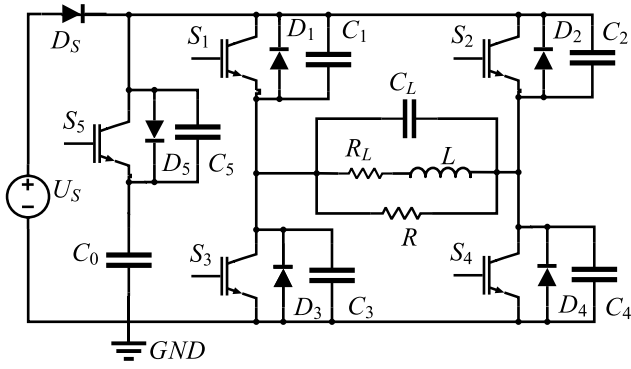 D_S
S_1
D_1
C_1
S_2
D_2
C_2
S_5
D_5
C_5
C_L
R_L
L
R
U_S
C_0
S_3
D_3
C_3
S_4
D_4
C_4
GND